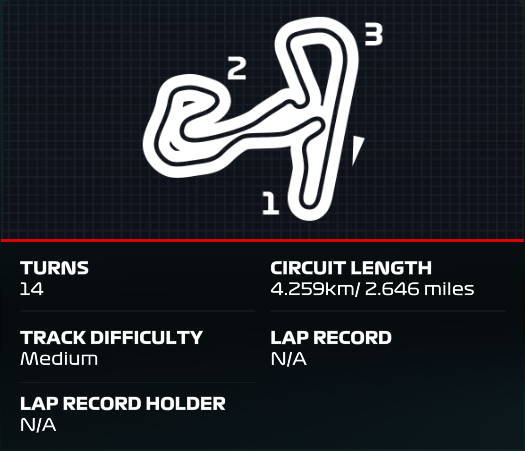 3
2
1
TURNS
14
CIRCUIT LENGTH
4.259km/ 2.646 miles
TRACK DIFFICULTY
Medium
LAP RECORD
N/A
LAP RECORD HOLDER
N/A